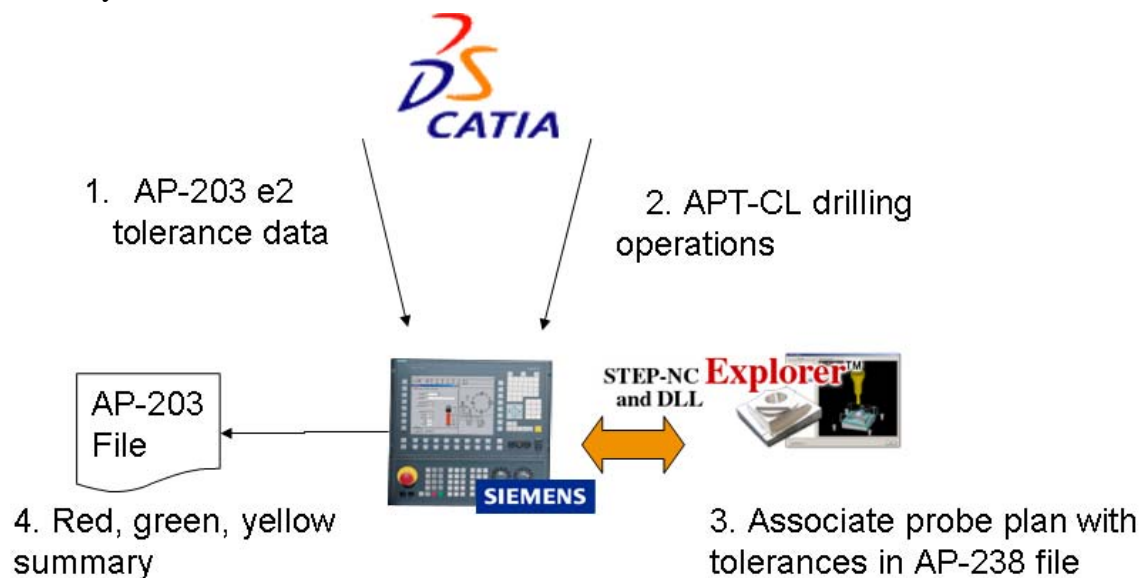 CATIA
1. AP-203 e2
tolerance data
2. APT-CL drilling
operations
AP-203
File
STEP-NC Explorer™
and DLL
SIEMENS
4. Red, green, yellow
summary
3. Associate probe plan with
tolerances in AP-238 file